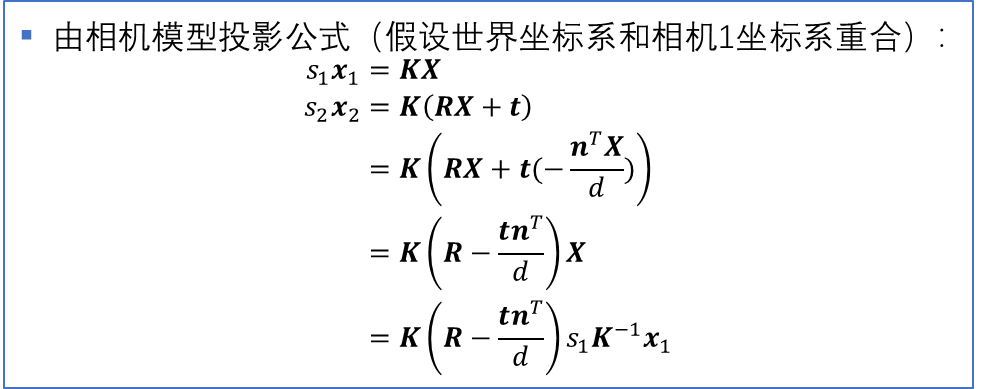 ▪ 由相机模型投影公式（假设世界坐标系和相机1坐标系重合）:
s₁x₁ = KX
s₂x₂ = K(RX + t)
= K(RX + t(−nᵀX/d))
= K(R − tnᵀ/d)X
= K(R − tnᵀ/d)s₁K⁻¹x₁